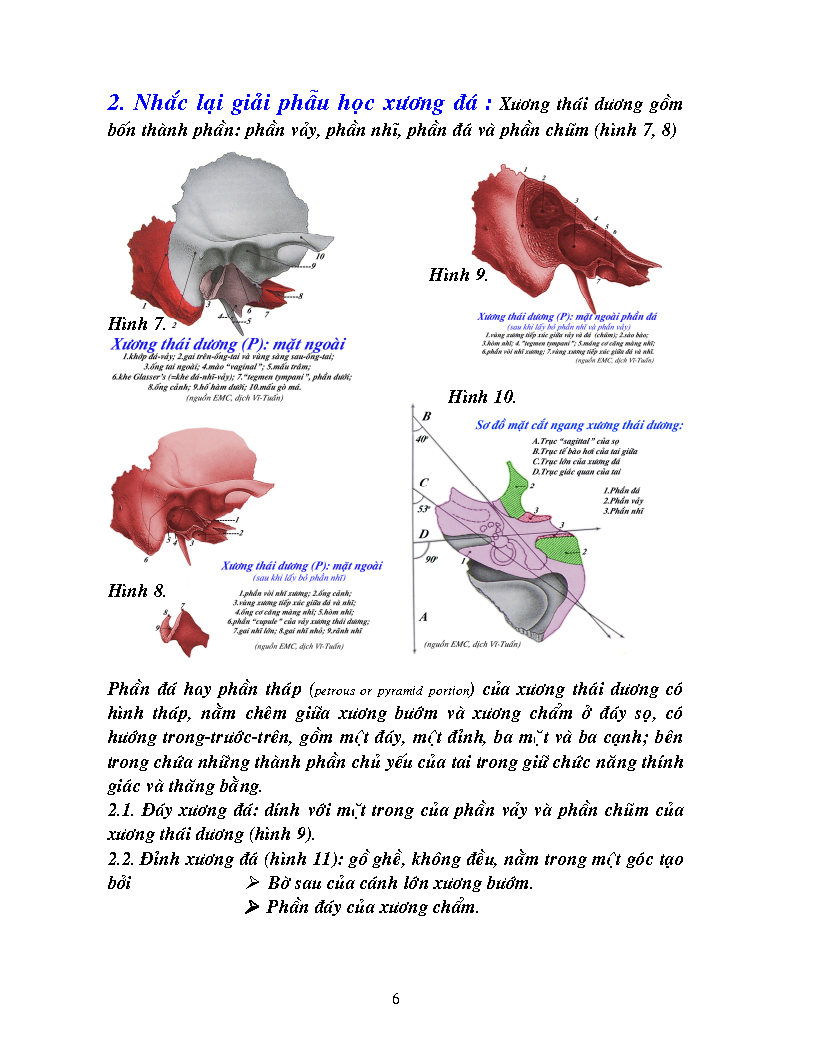 2. Nhắc lại giải phẫu học xương đá : Xương thái dương gồm
bốn thành phần: phần vảy, phần nhĩ, phần đá và phần chũm (hình 7, 8)
1
2
3
4
5
6
7
8
9
10
Hình 7.
Xương thái dương (P): mặt ngoài
1.khớp đá-vảy; 2.gai trên-ống-tai và vùng sàng sau-ống-tai;
3.ống tai ngoài; 4.mào "vaginal"; 5.mấu trâm;
6.khe Glasser's (=khe đá-nhĩ-vảy); 7."tegmen tympani", phần dưới;
8.ống cảnh; 9.hố hàm dưới; 10.mấu gò má.
(nguồn EMC, dịch Vĩ-Tuấn)
1
2
3
4
5
6
7
Hình 9.
Xương thái dương (P): mặt ngoài phần đá
(sau khi lấy bỏ phần nhĩ và phần vảy)
1.vùng xương tiếp xúc giữa vảy và đá (chũm); 2.sào bào;
3.hòm nhĩ; 4. "tegmen tympani"; 5.máng cơ căng màng nhĩ;
6.phần vòi nhĩ xương; 7.vùng xương tiếp xúc giữa đá và nhĩ.
(nguồn EMC, dịch Vĩ-Tuấn)
1
2
3
4
5
6
Hình 8.
7
8
9
Xương thái dương (P): mặt ngoài
(sau khi lấy bỏ phần nhĩ)
1.phần vòi nhĩ xương; 2.ống cảnh;
3.vùng xương tiếp xúc giữa đá và nhĩ;
4.ống cơ căng màng nhĩ; 5.hòm nhĩ;
6.phần "cupule" của vảy xương thái dương;
7.gai nhĩ lớn; 8.gai nhĩ nhỏ; 9.rãnh nhĩ
(nguồn EMC, dịch Vĩ-Tuấn)
Hình 10.
Sơ đồ mặt cắt ngang xương thái dương:
A.Trục "sagittal" của sọ
B.Trục tế bào hơi của tai giữa
C.Trục lớn của xương đá
D.Trục giác quan của tai
1.Phần đá
2.Phần vảy
3.Phần nhĩ
B
40º
C
53º
D
90º
A
1
2
3
3
2
(nguồn EMC, dịch Vĩ-Tuấn)
Phần đá hay phần tháp (petrous or pyramid portion) của xương thái dương có
hình tháp, nằm chêm giữa xương bướm và xương chẩm ở đáy sọ, có
hướng trong-trước-trên, gồm một đáy, một đỉnh, ba mặt và ba cạnh; bên
trong chứa những thành phần chủ yếu của tai trong giữ chức năng thính
giác và thăng bằng.
2.1. Đáy xương đá: dính với mặt trong của phần vảy và phần chũm của
xương thái dương (hình 9).
2.2. Đỉnh xương đá (hình 11): gồ ghề, không đều, nằm trong một góc tạo
bởi ➢ Bờ sau của cánh lớn xương bướm.
➢ Phần đáy của xương chẩm.
6